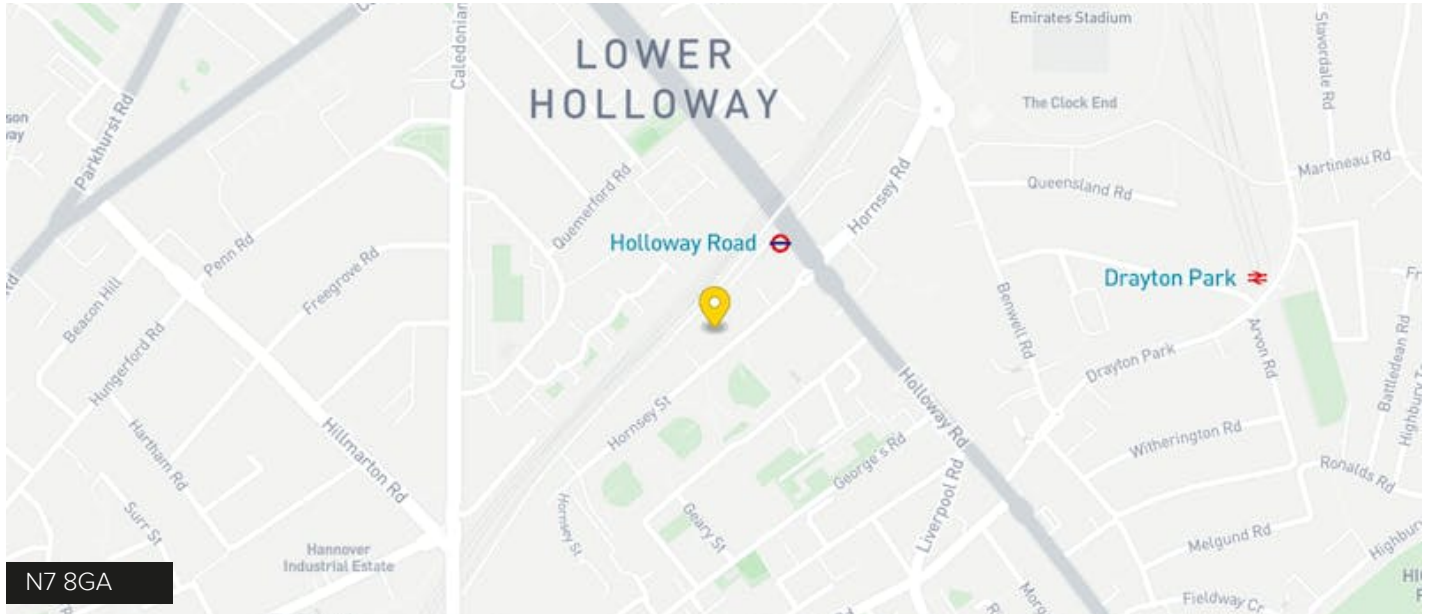 Emirates Stadium
LOWER
HOLLOWAY
The Clock End
Caledonian
Stavordale Rd
Parkhurst Rd
Martineau Rd
Quemerford Rd
Hornsey Rd
Queensland Rd
Holloway Road
Penn Rd
Freegrove Rd
Drayton Park
Beacon Hill
Benwell Rd
Arvon Rd
Hungerford Rd
Drayton Park
Battledean Rd
Holloway Rd
Hornsey St
Hartham Rd
Hillmarton Rd
Witherington Rd
George's Rd
Ronalds Rd
Liverpool Rd
Surr St
Hornsey St
Geary St
Melgund Rd
Highbury
Hannover
Industrial Estate
N7 8GA
Fieldway Cr